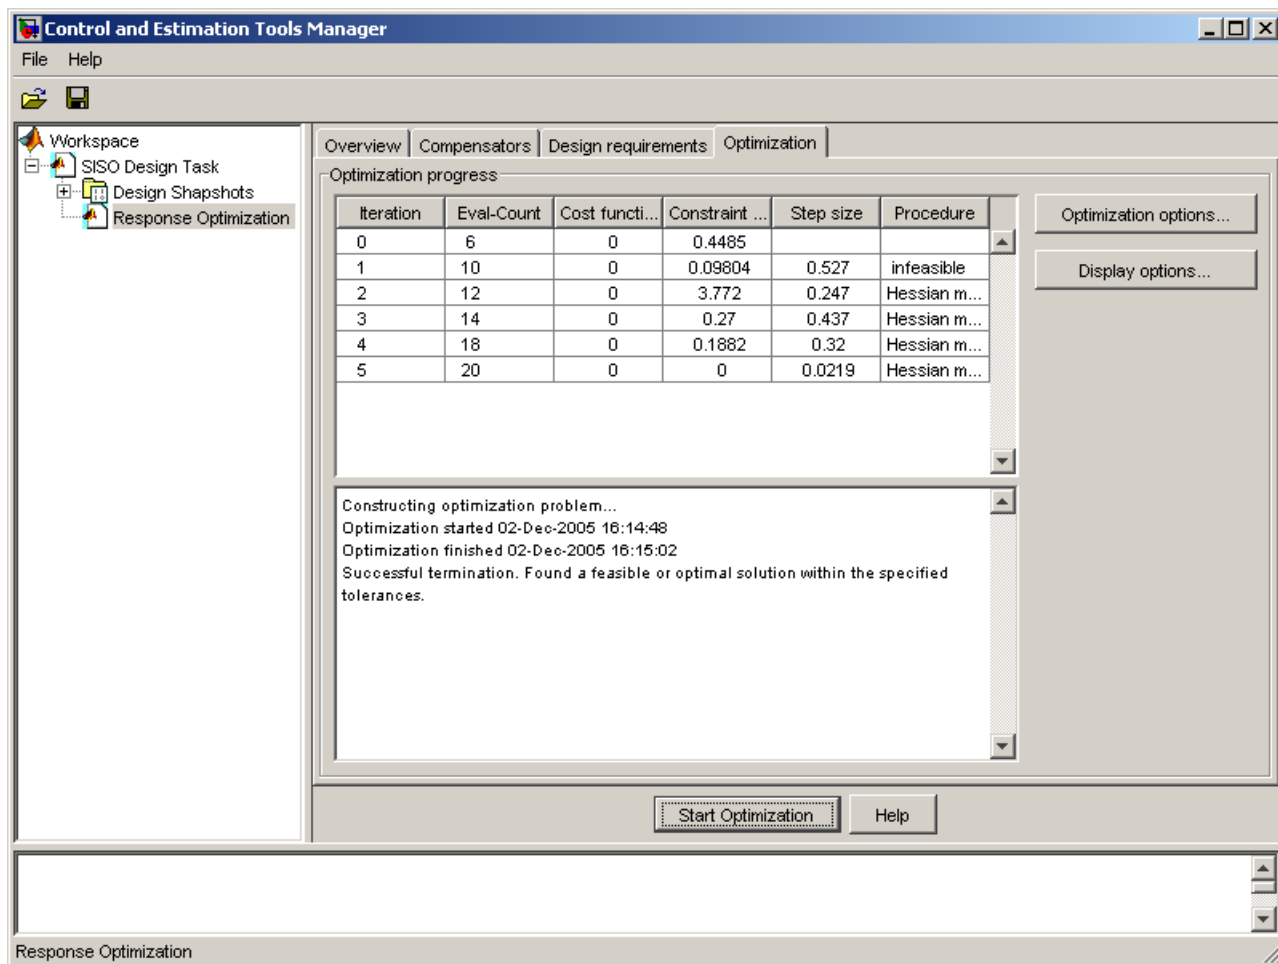 Control and Estimation Tools Manager
File Help
Workspace
SISO Design Task
Design Shapshots
Response Optimization
Overview Compensators Design requirements Optimization
Optimization progress
Iteration Eval-Count Cost functi... Constraint ... Step size Procedure
0 6 0 0.4485
1 10 0 0.09804 0.527 infeasible
2 12 0 3.772 0.247 Hessian m...
3 14 0 0.27 0.437 Hessian m...
4 18 0 0.1882 0.32 Hessian m...
5 20 0 0 0.0219 Hessian m...
Optimization options...
Display options...
Constructing optimization problem...
Optimization started 02-Dec-2005 16:14:48
Optimization finished 02-Dec-2005 16:15:02
Successful termination. Found a feasible or optimal solution within the specified
tolerances.
Start Optimization Help
Response Optimization